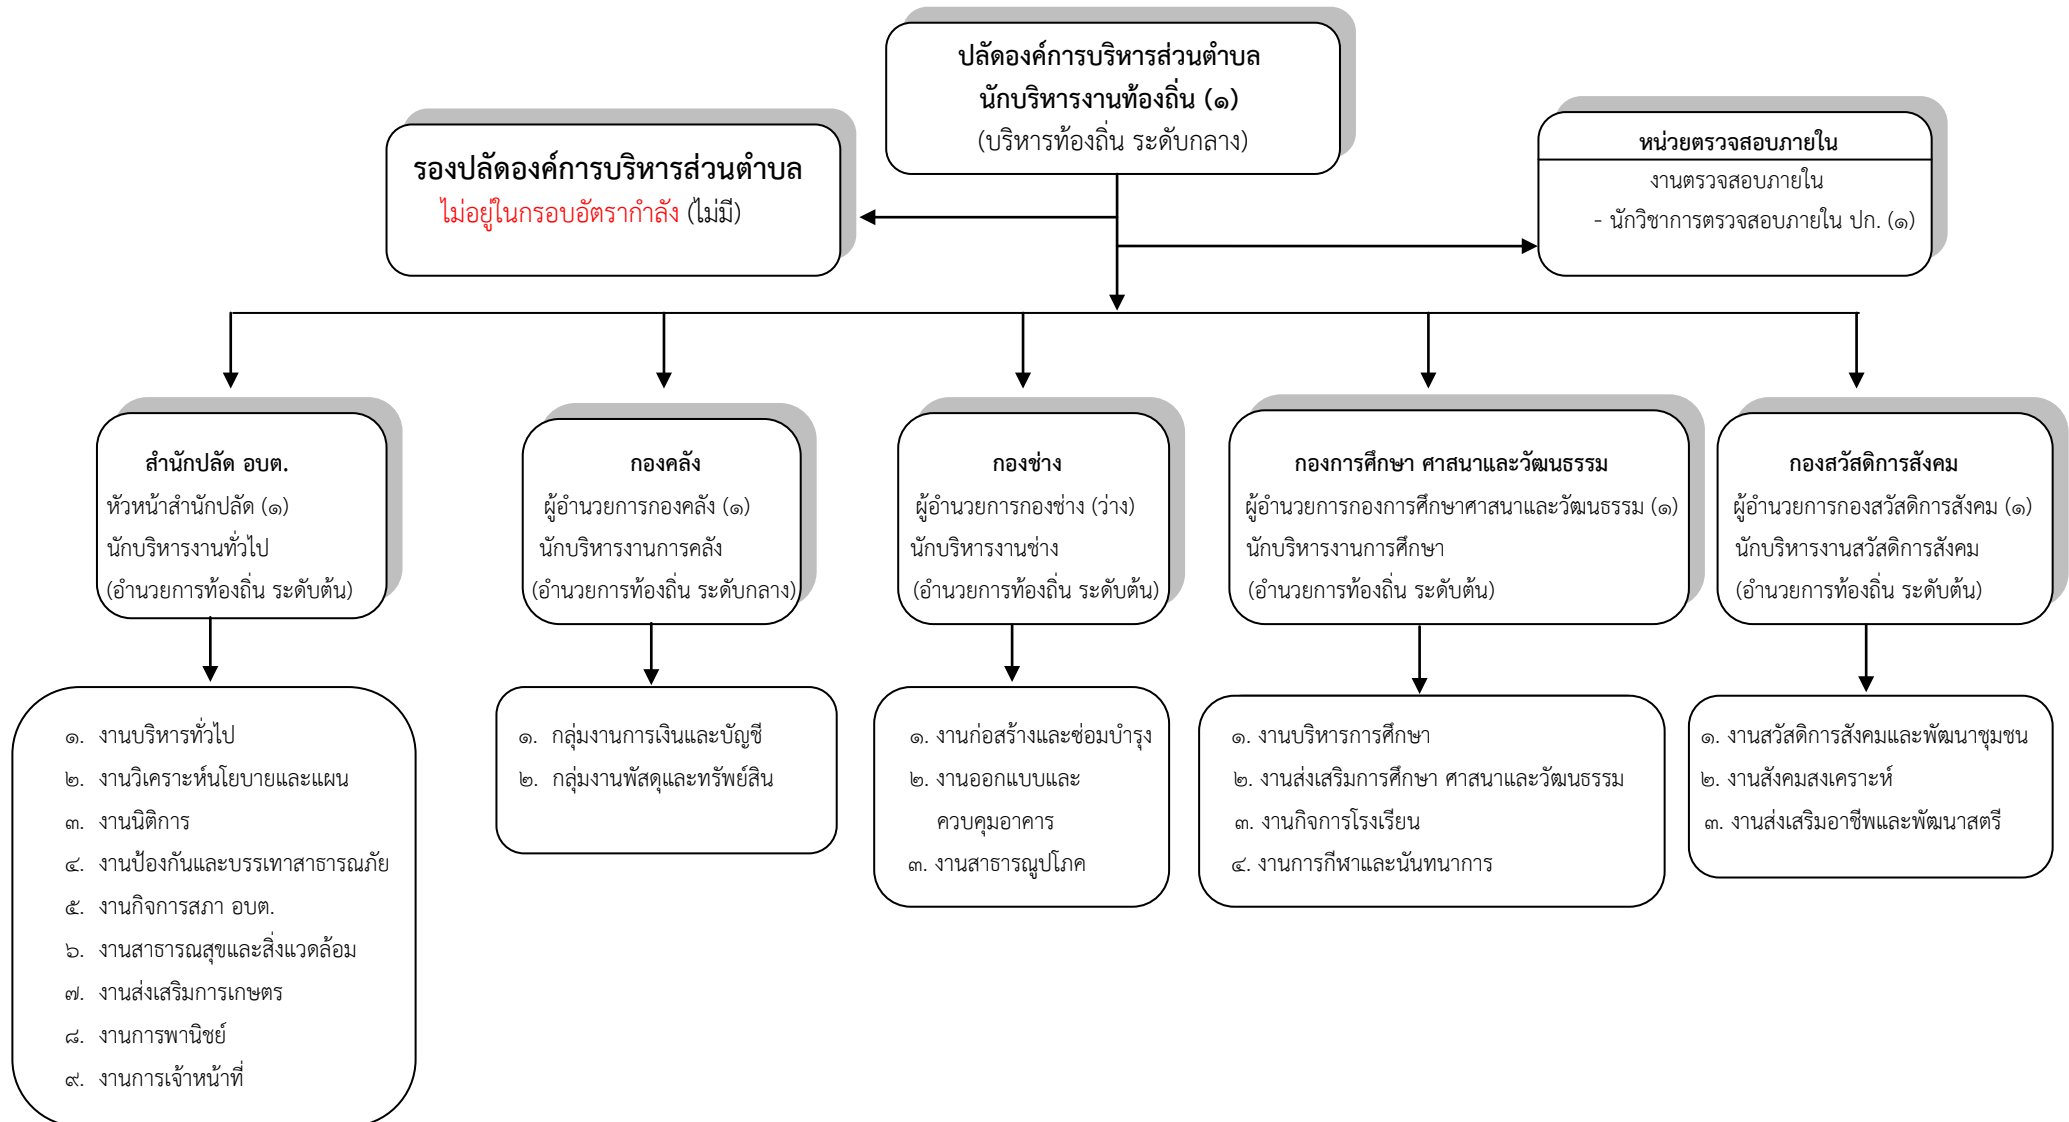 ปลัดองค์การบริหารส่วนตำบล
นักบริหารงานท้องถิ่น (๑)
(บริหารท้องถิ่น ระดับกลาง)
รองปลัดองค์การบริหารส่วนตำบล
ไม่อยู่ในกรอบอัตรากำลัง (ไม่มี)
หน่วยตรวจสอบภายใน
งานตรวจสอบภายใน
- นักวิชาการตรวจสอบภายใน ปก. (๑)
สำนักปลัด อบต.
หัวหน้าสำนักปลัด (๑)
นักบริหารงานทั่วไป
(อำนวยการท้องถิ่น ระดับต้น)
กองคลัง
ผู้อำนวยการกองคลัง (๑)
นักบริหารงานการคลัง
(อำนวยการท้องถิ่น ระดับกลาง)
กองช่าง
ผู้อำนวยการกองช่าง (ว่าง)
นักบริหารงานช่าง
(อำนวยการท้องถิ่น ระดับต้น)
กองการศึกษา ศาสนาและวัฒนธรรม
ผู้อำนวยการกองการศึกษาศาสนาและวัฒนธรรม (๑)
นักบริหารงานการศึกษา
(อำนวยการท้องถิ่น ระดับต้น)
กองสวัสดิการสังคม
ผู้อำนวยการกองสวัสดิการสังคม (๑)
นักบริหารงานสวัสดิการสังคม
(อำนวยการท้องถิ่น ระดับต้น)
๑. งานบริหารทั่วไป
๒. งานวิเคราะห์นโยบายและแผน
๓. งานนิติการ
๔. งานป้องกันและบรรเทาสาธารณภัย
๕. งานกิจการสภา อบต.
๖. งานสาธารณสุขและสิ่งแวดล้อม
๗. งานส่งเสริมการเกษตร
๘. งานการพานิชย์
๙. งานการเจ้าหน้าที่
๑. กลุ่มงานการเงินและบัญชี
๒. กลุ่มงานพัสดุและทรัพย์สิน
๑. งานก่อสร้างและซ่อมบำรุง
๒. งานออกแบบและ
ควบคุมอาคาร
๓. งานสาธารณูปโภค
๑. งานบริหารการศึกษา
๒. งานส่งเสริมการศึกษา ศาสนาและวัฒนธรรม
๓. งานกิจการโรงเรียน
๔. งานการกีฬาและนันทนาการ
๑. งานสวัสดิการสังคมและพัฒนาชุมชน
๒. งานสังคมสงเคราะห์
๓. งานส่งเสริมอาชีพและพัฒนาสตรี